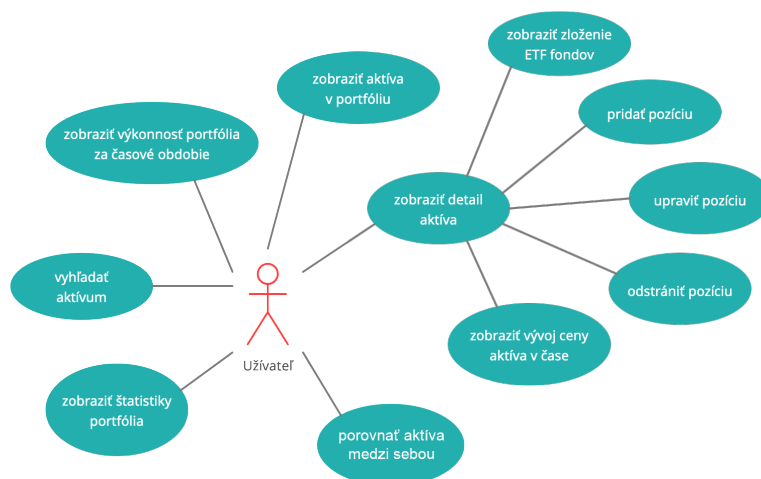 zobraziť zloženie
ETF fondov
zobraziť aktíva
v portfóliu
pridať pozíciu
zobraziť výkonnosť portfólia
za časové obdobie
zobraziť detail
aktíva
upraviť pozíciu
vyhľadať
aktívum
odstrániť pozíciu
zobraziť vývoj ceny
aktíva v čase
Užívateľ
zobraziť štatistiky
portfólia
porovnať aktíva
medzi sebou